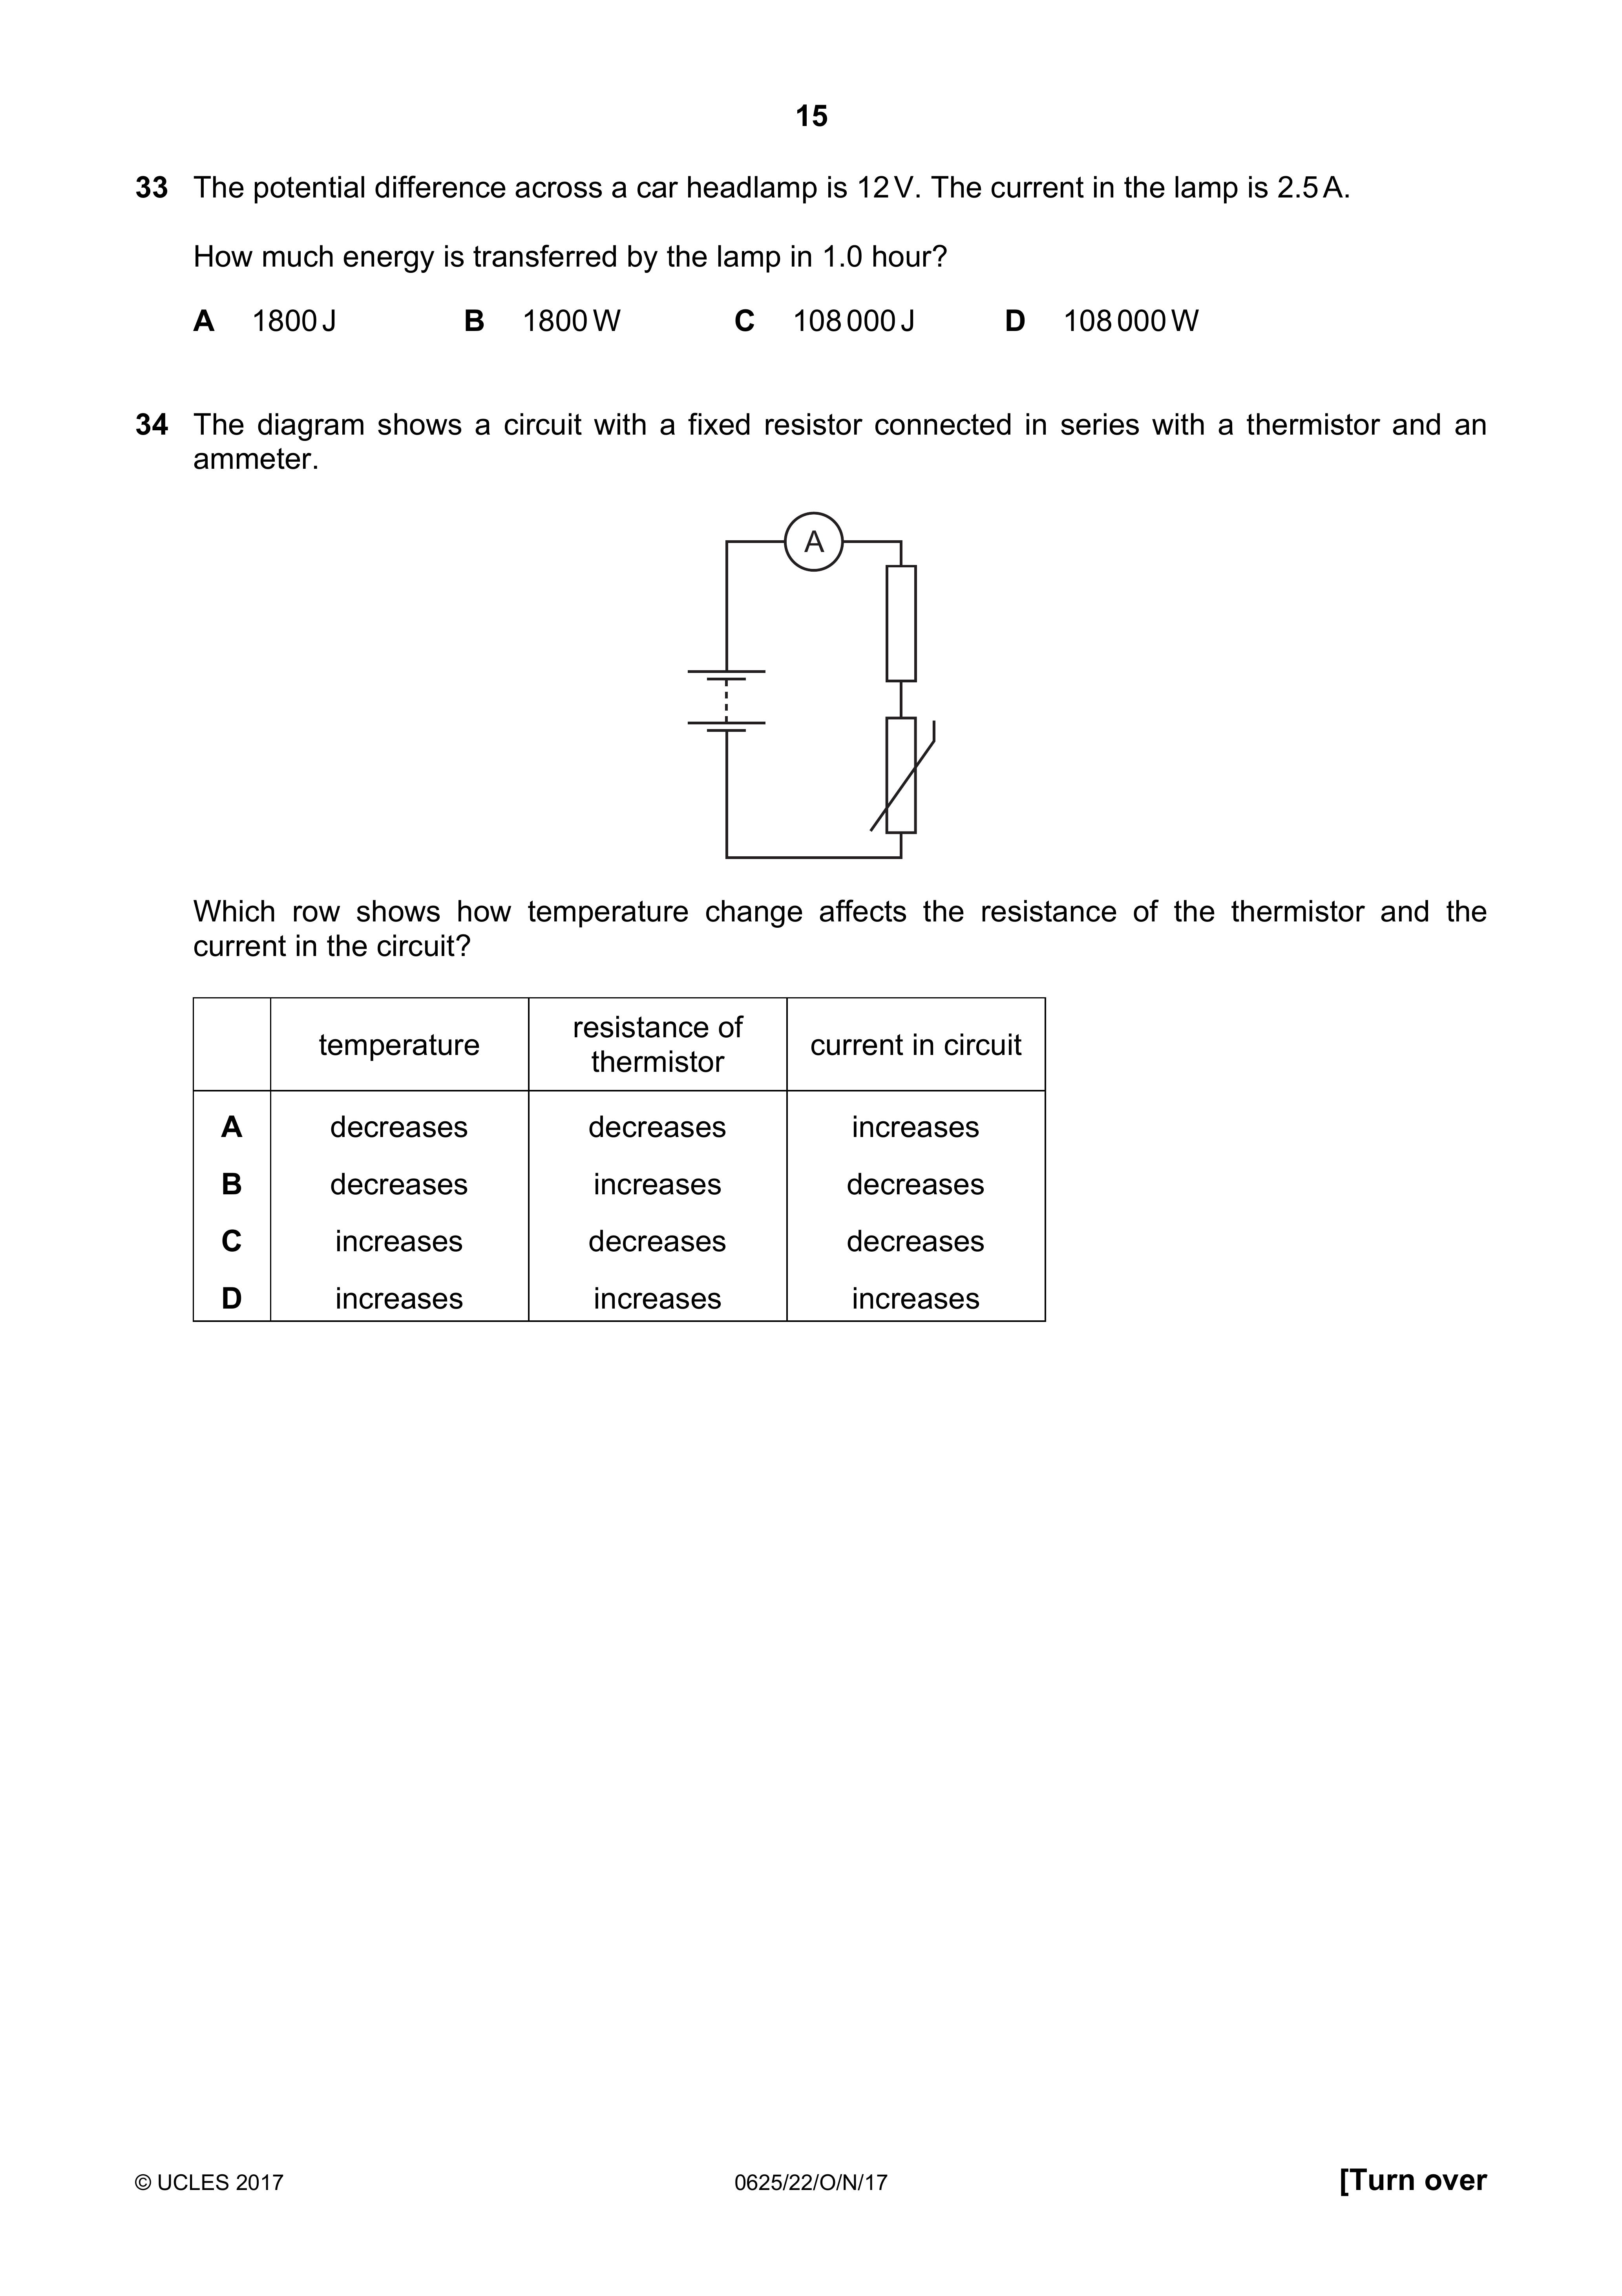 15
33 The potential difference across a car headlamp is 12 V. The current in the lamp is 2.5 A.
How much energy is transferred by the lamp in 1.0 hour?
A 1800 J B 1800 W C 108 000 J D 108 000 W
34 The diagram shows a circuit with a fixed resistor connected in series with a thermistor and an
ammeter.
A
Which row shows how temperature change affects the resistance of the thermistor and the
current in the circuit?
temperature resistance of thermistor current in circuit
A decreases decreases increases
B decreases increases decreases
C increases decreases decreases
D increases increases increases
© UCLES 2017 0625/22/O/N/17 [Turn over